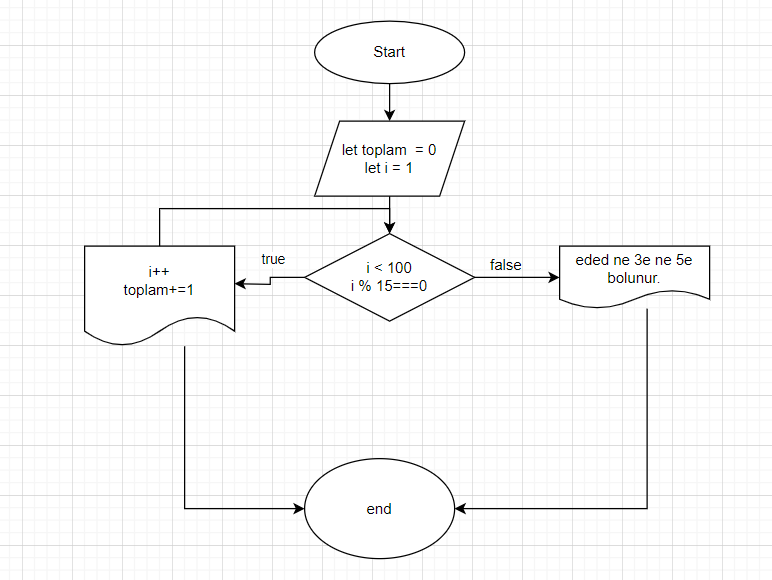 Start
let toplam  = 0
let i = 1
true
i < 100
i % 15===0
false
i++
toplam+=1
eded ne 3e ne 5e
bolunur.
end